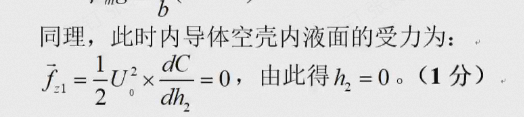 b
同理，此时内导体空壳内液面的受力为：
f⃗_{z1} = 1/2 U_0^2 × dC/dh_2 = 0，由此得 h_2 = 0。（1 分）